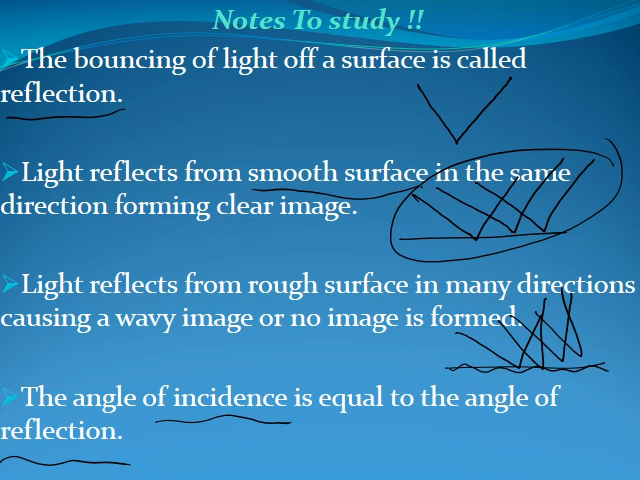 Notes To study !!
The bouncing of light off a surface is called
reflection.
Light reflects from smooth surface in the same
direction forming clear image.
Light reflects from rough surface in many directions
causing a wavy image or no image is formed.
The angle of incidence is equal to the angle of
reflection.